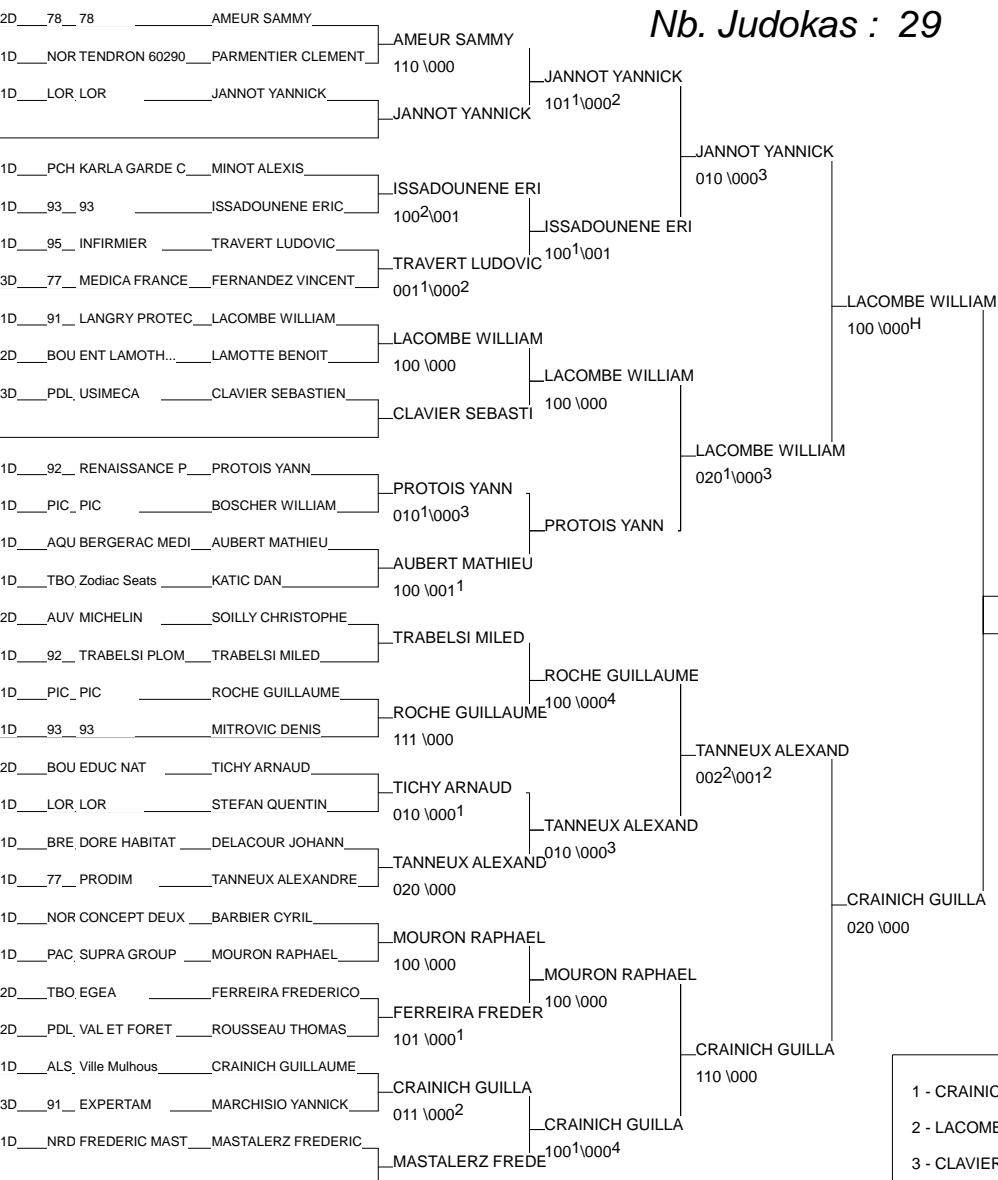 Nb. Judokas : 29
2D 78 78 AMEUR SAMMY
1D NOR TENDRON 60290 PARMENTIER CLEMENT
1D LOR LOR JANNOT YANNICK
1D PCH KARLA GARDE C MINOT ALEXIS
1D 93 93 ISSADOUNENE ERIC
1D 95 INFIRMIER TRAVERT LUDOVIC
3D 77 MEDICA FRANCE FERNANDEZ VINCENT
1D 91 LANGRY PROTEC LACOMBE WILLIAM
2D BOU ENT LAMOTH... LAMOTTE BENOIT
3D PDL USIMECA CLAVIER SEBASTIEN
1D 92 RENAISSANCE P PROTOIS YANN
1D PIC PIC BOSCHER WILLIAM
1D AQU BERGERAC MEDI AUBERT MATHIEU
1D TBO Zodiac Seats KATIC DAN
2D AUV MICHELIN SOILLY CHRISTOPHE
1D 92 TRABELSI PLOM TRABELSI MILED
1D PIC PIC ROCHE GUILLAUME
1D 93 93 MITROVIC DENIS
2D BOU EDUC NAT TICHY ARNAUD
1D LOR LOR STEFAN QUENTIN
1D BRE DORE HABITAT DELACOUR JOHANN
1D 77 PRODIM TANNEUX ALEXANDRE
1D NOR CONCEPT DEUX BARBIER CYRIL
1D PAC SUPRA GROUP MOURON RAPHAEL
2D TBO EGEA FERREIRA FREDERICO
2D PDL VAL ET FORET ROUSSEAU THOMAS
1D ALS Ville Mulhous CRAINICH GUILLAUME
3D 91 EXPERTAM MARCHISIO YANNICK
1D NRD FREDERIC MAST MASTALERZ FREDERIC
AMEUR SAMMY
110 \000
JANNOT YANNICK
ISSADOUNENE ERI
100²\001
TRAVERT LUDOVIC
001¹\000²
LACOMBE WILLIAM
100 \000
CLAVIER SEBASTI
PROTOIS YANN
010¹\000³
AUBERT MATHIEU
100 \001¹
TRABELSI MILED
ROCHE GUILLAUME
111 \000
TICHY ARNAUD
010 \000¹
TANNEUX ALEXAND
020 \000
MOURON RAPHAEL
100 \000
FERREIRA FREDER
101 \000¹
CRAINICH GUILLA
011 \000²
MASTALERZ FREDE
JANNOT YANNICK
101¹\000²
ISSADOUNENE ERI
100¹\001
LACOMBE WILLIAM
100 \000
PROTOIS YANN
ROCHE GUILLAUME
100 \000⁴
TANNEUX ALEXAND
010 \000³
MOURON RAPHAEL
100 \000
CRAINICH GUILLA
100¹\000⁴
JANNOT YANNICK
010 \000³
LACOMBE WILLIAM
020¹\000³
TANNEUX ALEXAND
002²\001²
CRAINICH GUILLA
110 \000
LACOMBE WILLIAM
100 \000ᴴ
CRAINICH GUILLA
020 \000
1 - CRAINIC
2 - LACOMB
3 - CLAVIER